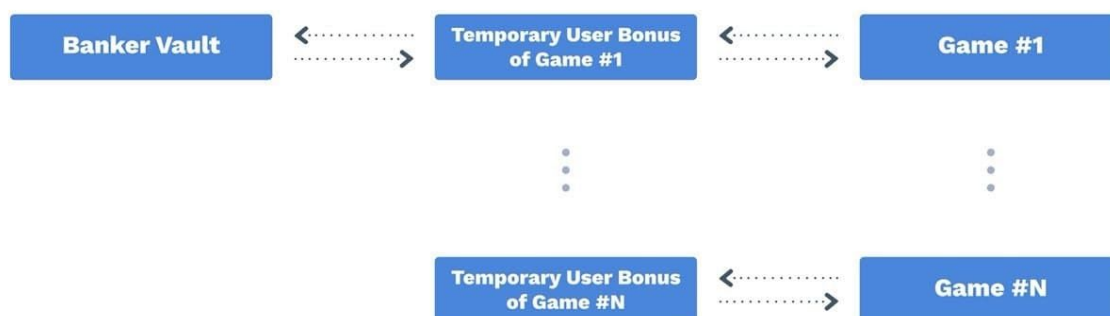 Banker Vault
Temporary User Bonus
of Game #1
Game #1
Temporary User Bonus
of Game #N
Game #N